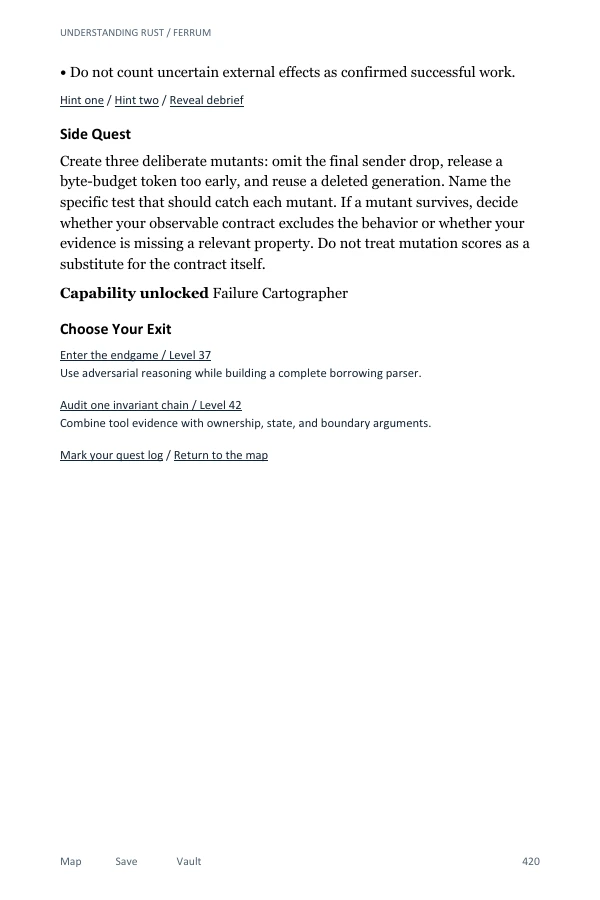 UNDERSTANDING RUST / FERRUM
• Do not count uncertain external effects as confirmed successful work.
Hint one / Hint two / Reveal debrief
Side Quest
Create three deliberate mutants: omit the final sender drop, release a
byte-budget token too early, and reuse a deleted generation. Name the
specific test that should catch each mutant. If a mutant survives, decide
whether your observable contract excludes the behavior or whether your
evidence is missing a relevant property. Do not treat mutation scores as a
substitute for the contract itself.
Capability unlocked Failure Cartographer
Choose Your Exit
Enter the endgame / Level 37
Use adversarial reasoning while building a complete borrowing parser.
Audit one invariant chain / Level 42
Combine tool evidence with ownership, state, and boundary arguments.
Mark your quest log / Return to the map
Map Save Vault 420